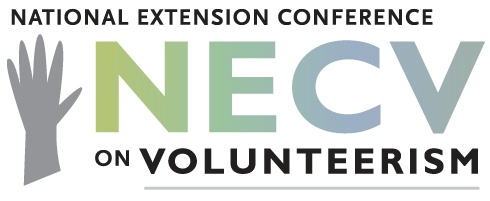 NATIONAL EXTENSION CONFERENCE
NECV
ON VOLUNTEERISM